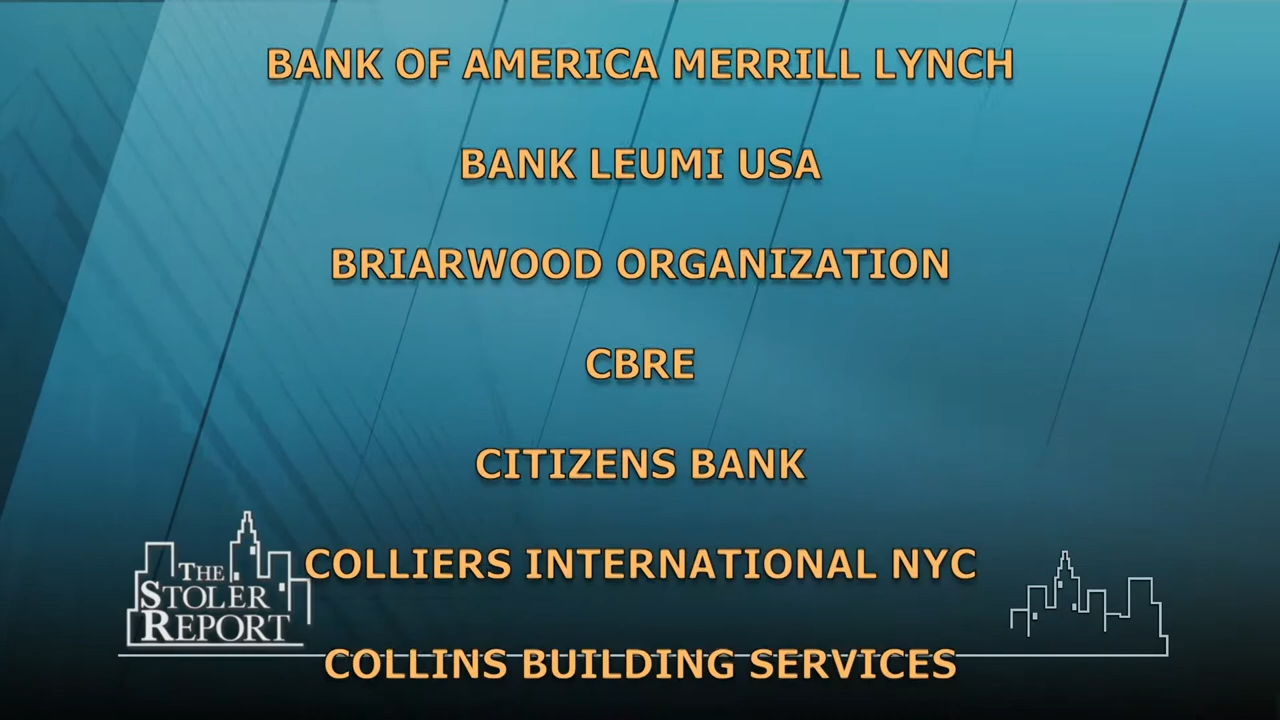 BANK OF AMERICA MERRILL LYNCH
BANK LEUMI USA
BRIARWOOD ORGANIZATION
CBRE
CITIZENS BANK
COLLIERS INTERNATIONAL NYC
THE
STOLER
REPORT
COLLINS BUILDING SERVICES